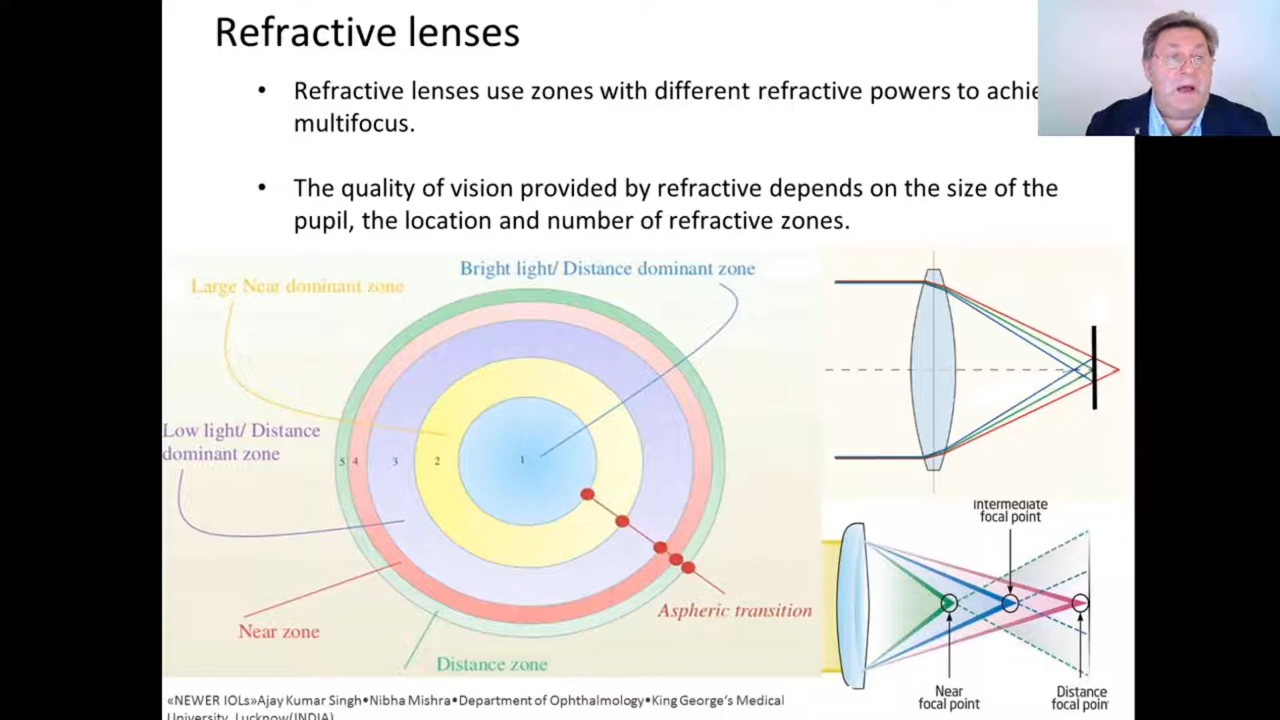 Refractive lenses
• Refractive lenses use zones with different refractive powers to
multifocus.
• The quality of vision provided by refractive depends on the size of the
pupil, the location and number of refractive zones.
Bright light/ Distance dominant zone
Large Near dominant zone
Low light/ Distance
dominant zone
5 4 3 2 1
Near zone
Distance zone
Aspheric transition
Intermediate
focal point
Near
focal point
Distance
focal poin
«NEWER IOLs»Ajay Kumar Singh•Nibha Mishra•Department of Ophthalmology•King George's Medical
University, Lucknow(INDIA)